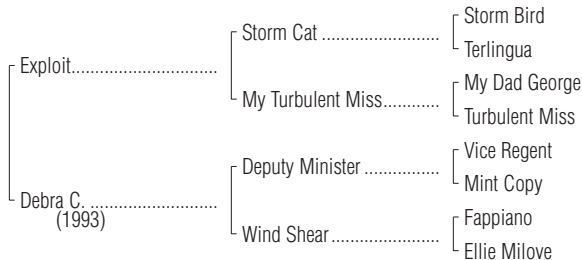 Storm Bird
Storm Cat ........................
Terlingua
Exploit..............................
My Dad George
My Turbulent Miss............
Turbulent Miss
Vice Regent
Deputy Minister ................
Mint Copy
Debra C. ..........................
(1993)
Fappiano
Wind Shear .......................
Ellie Milove